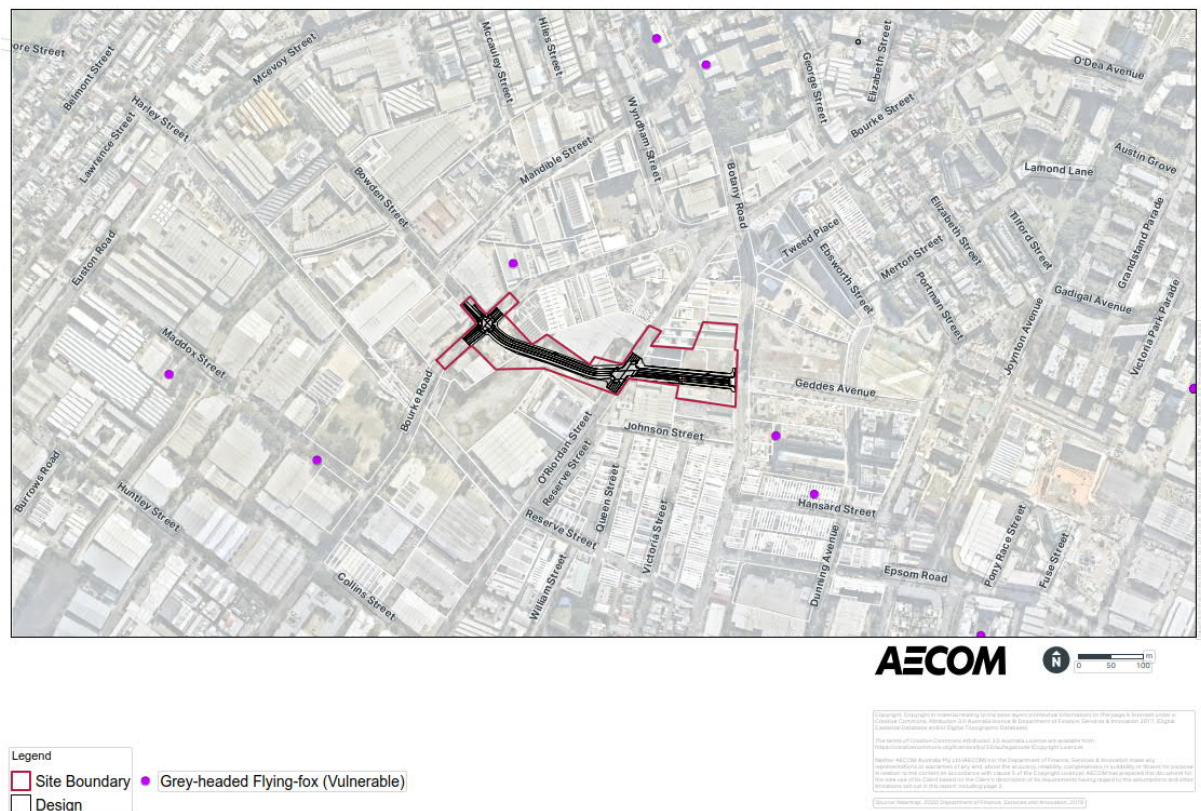 ore Street
Belmont Street
Mcevoy Street
Mccauley Street
Hiles Street
George Street
Elizabeth Street
O'Dea Avenue
Harley Street
Lawrence Street
Wyndham Street
Bourke Street
Mandible Street
Austin Grove
Lamond Lane
Bowden Street
Botany Road
Elizabeth Street
Tilford Street
Grandstand Parade
Tweed Place
Ebsworth Street
Merton Street
Portman Street
Euston Road
Gadigal Avenue
Victoria Park Parade
Joynton Avenue
Maddox Street
Bourke Road
Geddes Avenue
Johnson Street
O'Riordan Street
Reserve Street
Queen Street
Victoria Street
Burrows Road
Huntley Street
Reserve Street
Hansard Street
Pony Race Street
Fuse Street
Dunning Avenue
Epsom Road
Collins Street
William Street
AECOM
N
m
0 50 100
Legend
Site Boundary
Grey-headed Flying-fox (Vulnerable)
Design